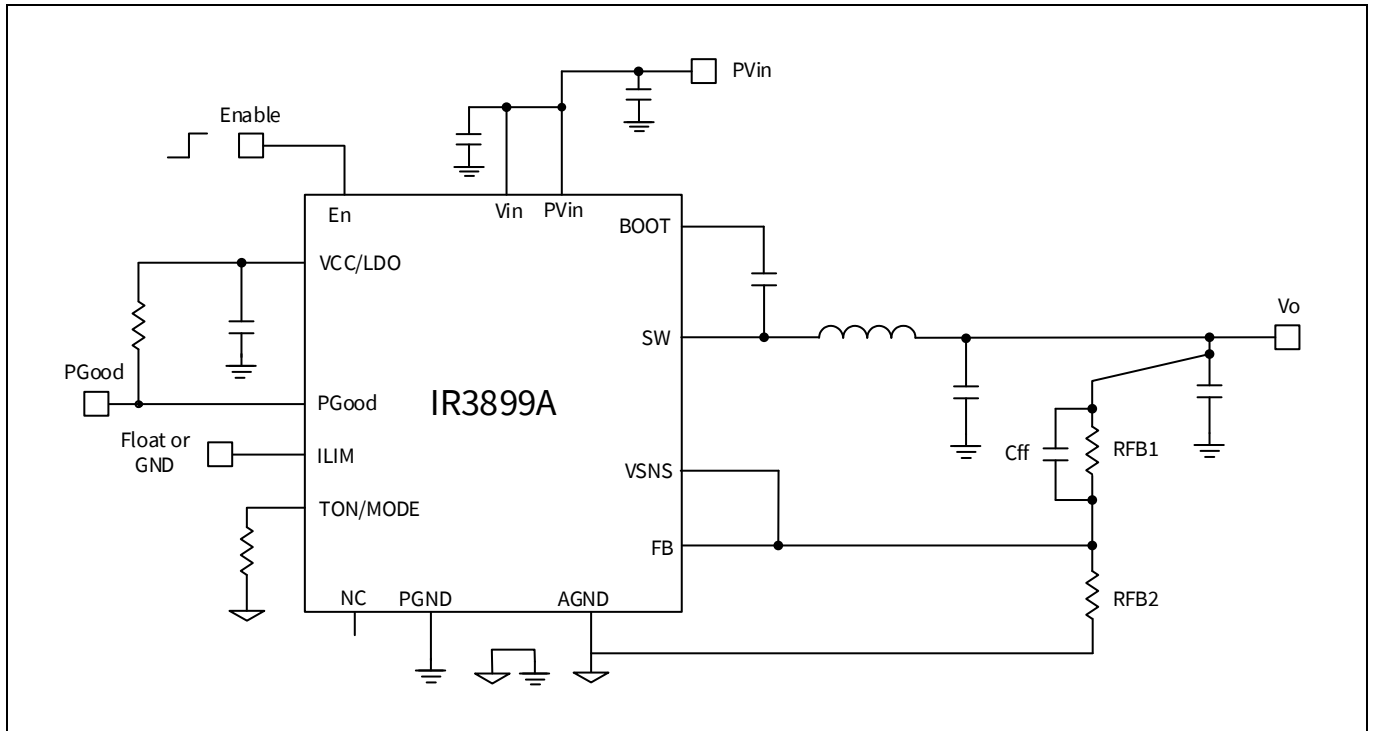 PVin
Enable
En
Vin
PVin
BOOT
VCC/LDO
Vo
SW
PGood
PGood
IR3899A
Float or
GND
ILIM
VSNS
Cff
RFB1
TON/MODE
FB
NC
PGND
AGND
RFB2